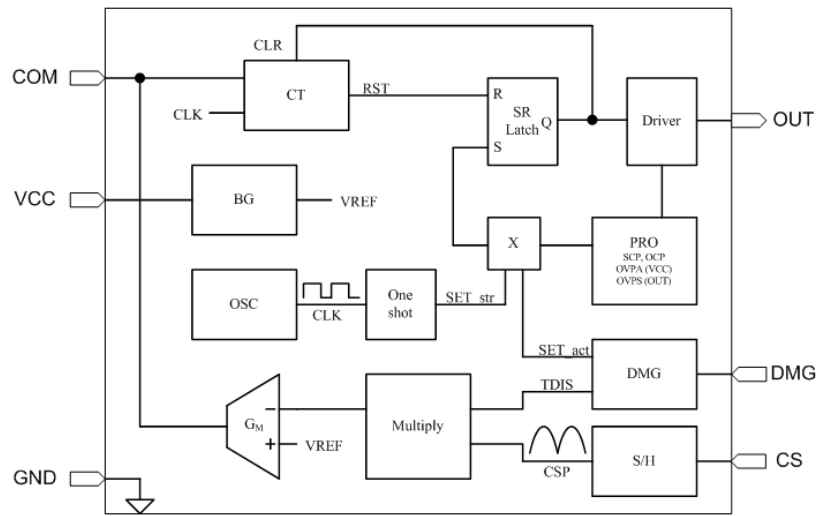 CLR
COM
CT
RST
CLK
R
SR
Latch
Q
S
Driver
OUT
VCC
BG
VREF
X
PRO
SCP, OCP
OVPA (VCC)
OVPS (OUT)
OSC
CLK
One
shot
SET_str
SET_act
TDIS
DMG
DMG
GM
−
+
VREF
Multiply
CSP
S/H
CS
GND